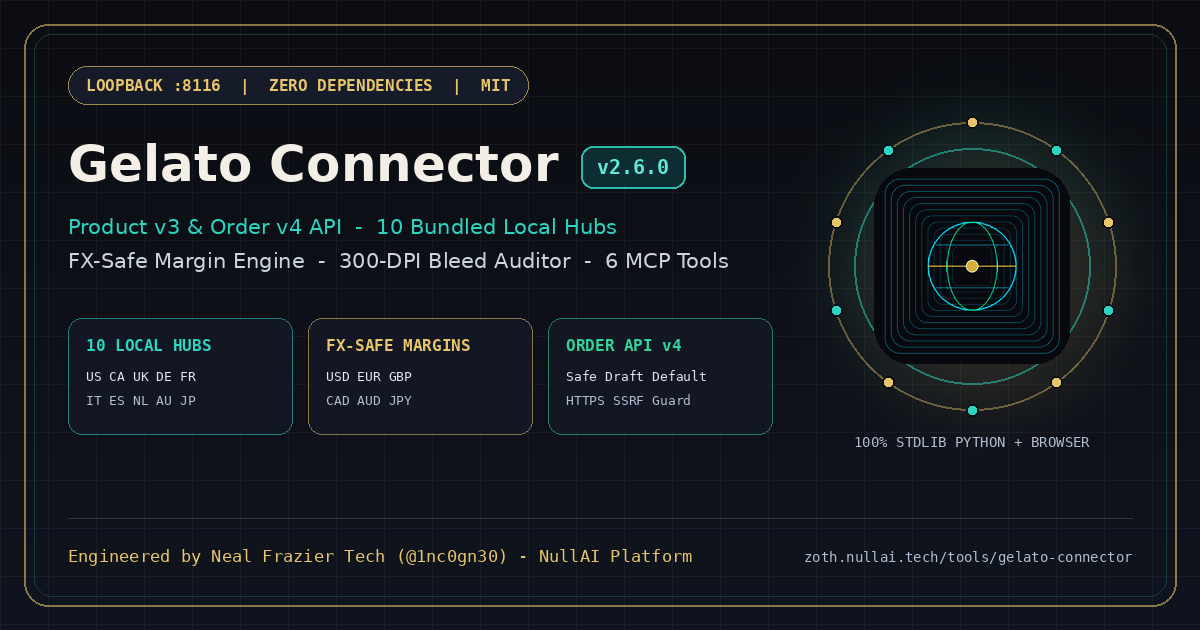 LOOPBACK :8116 | ZERO DEPENDENCIES | MIT
Gelato Connector v2.6.0
Product v3 & Order v4 API - 10 Bundled Local Hubs
FX-Safe Margin Engine - 300-DPI Bleed Auditor - 6 MCP Tools
10 LOCAL HUBS
US CA UK DE FR
IT ES NL AU JP
FX-SAFE MARGINS
USD EUR GBP
CAD AUD JPY
ORDER API v4
Safe Draft Default
HTTPS SSRF Guard
100% STDLIB PYTHON + BROWSER
Engineered by Neal Frazier Tech (@1nc0gn30) - NullAI Platform
zoth.nullai.tech/tools/gelato-connector